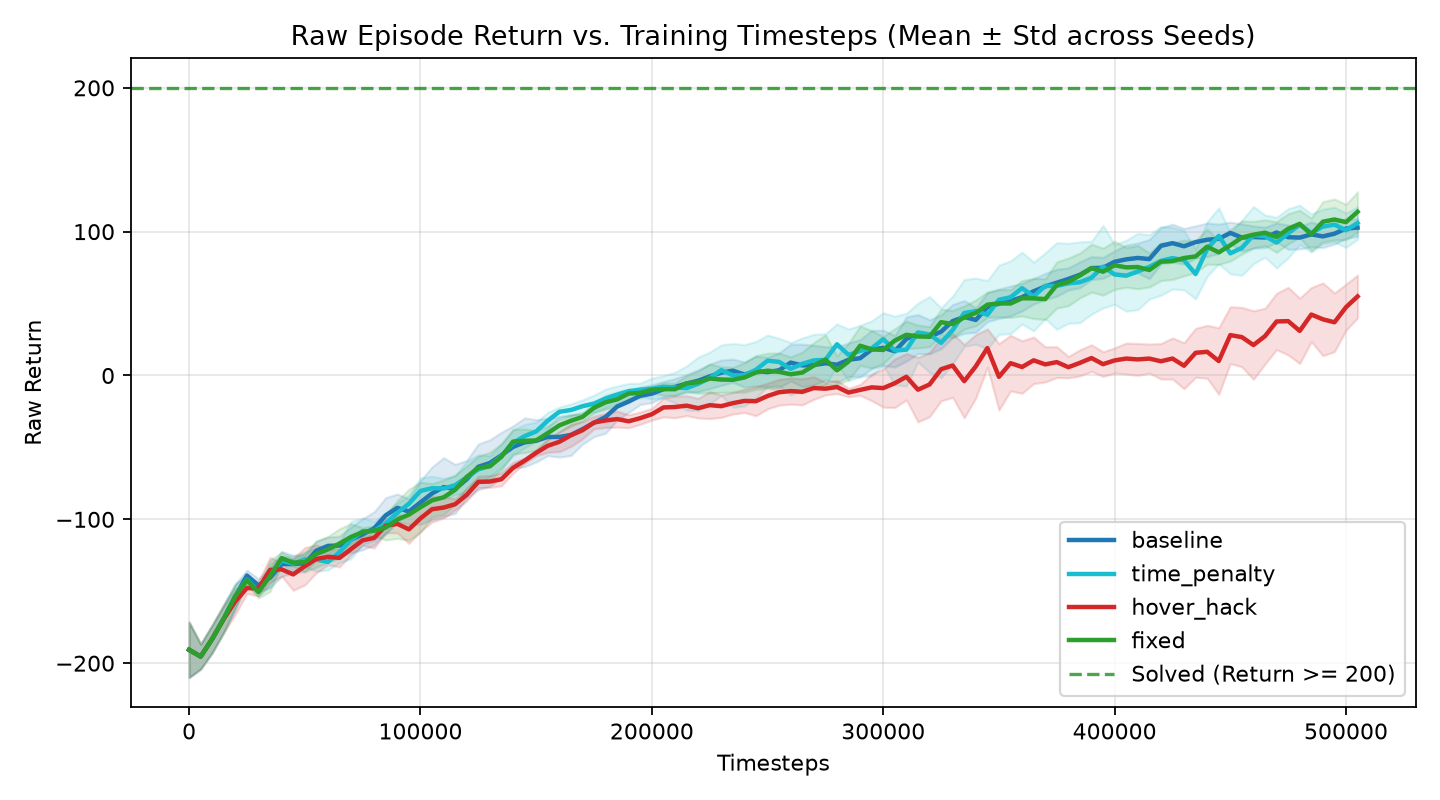 Raw Episode Return vs. Training Timesteps (Mean ± Std across Seeds)
200
100
0
−100
−200
Raw Return
baseline
time_penalty
hover_hack
fixed
Solved (Return >= 200)
0
100000
200000
300000
400000
500000
Timesteps